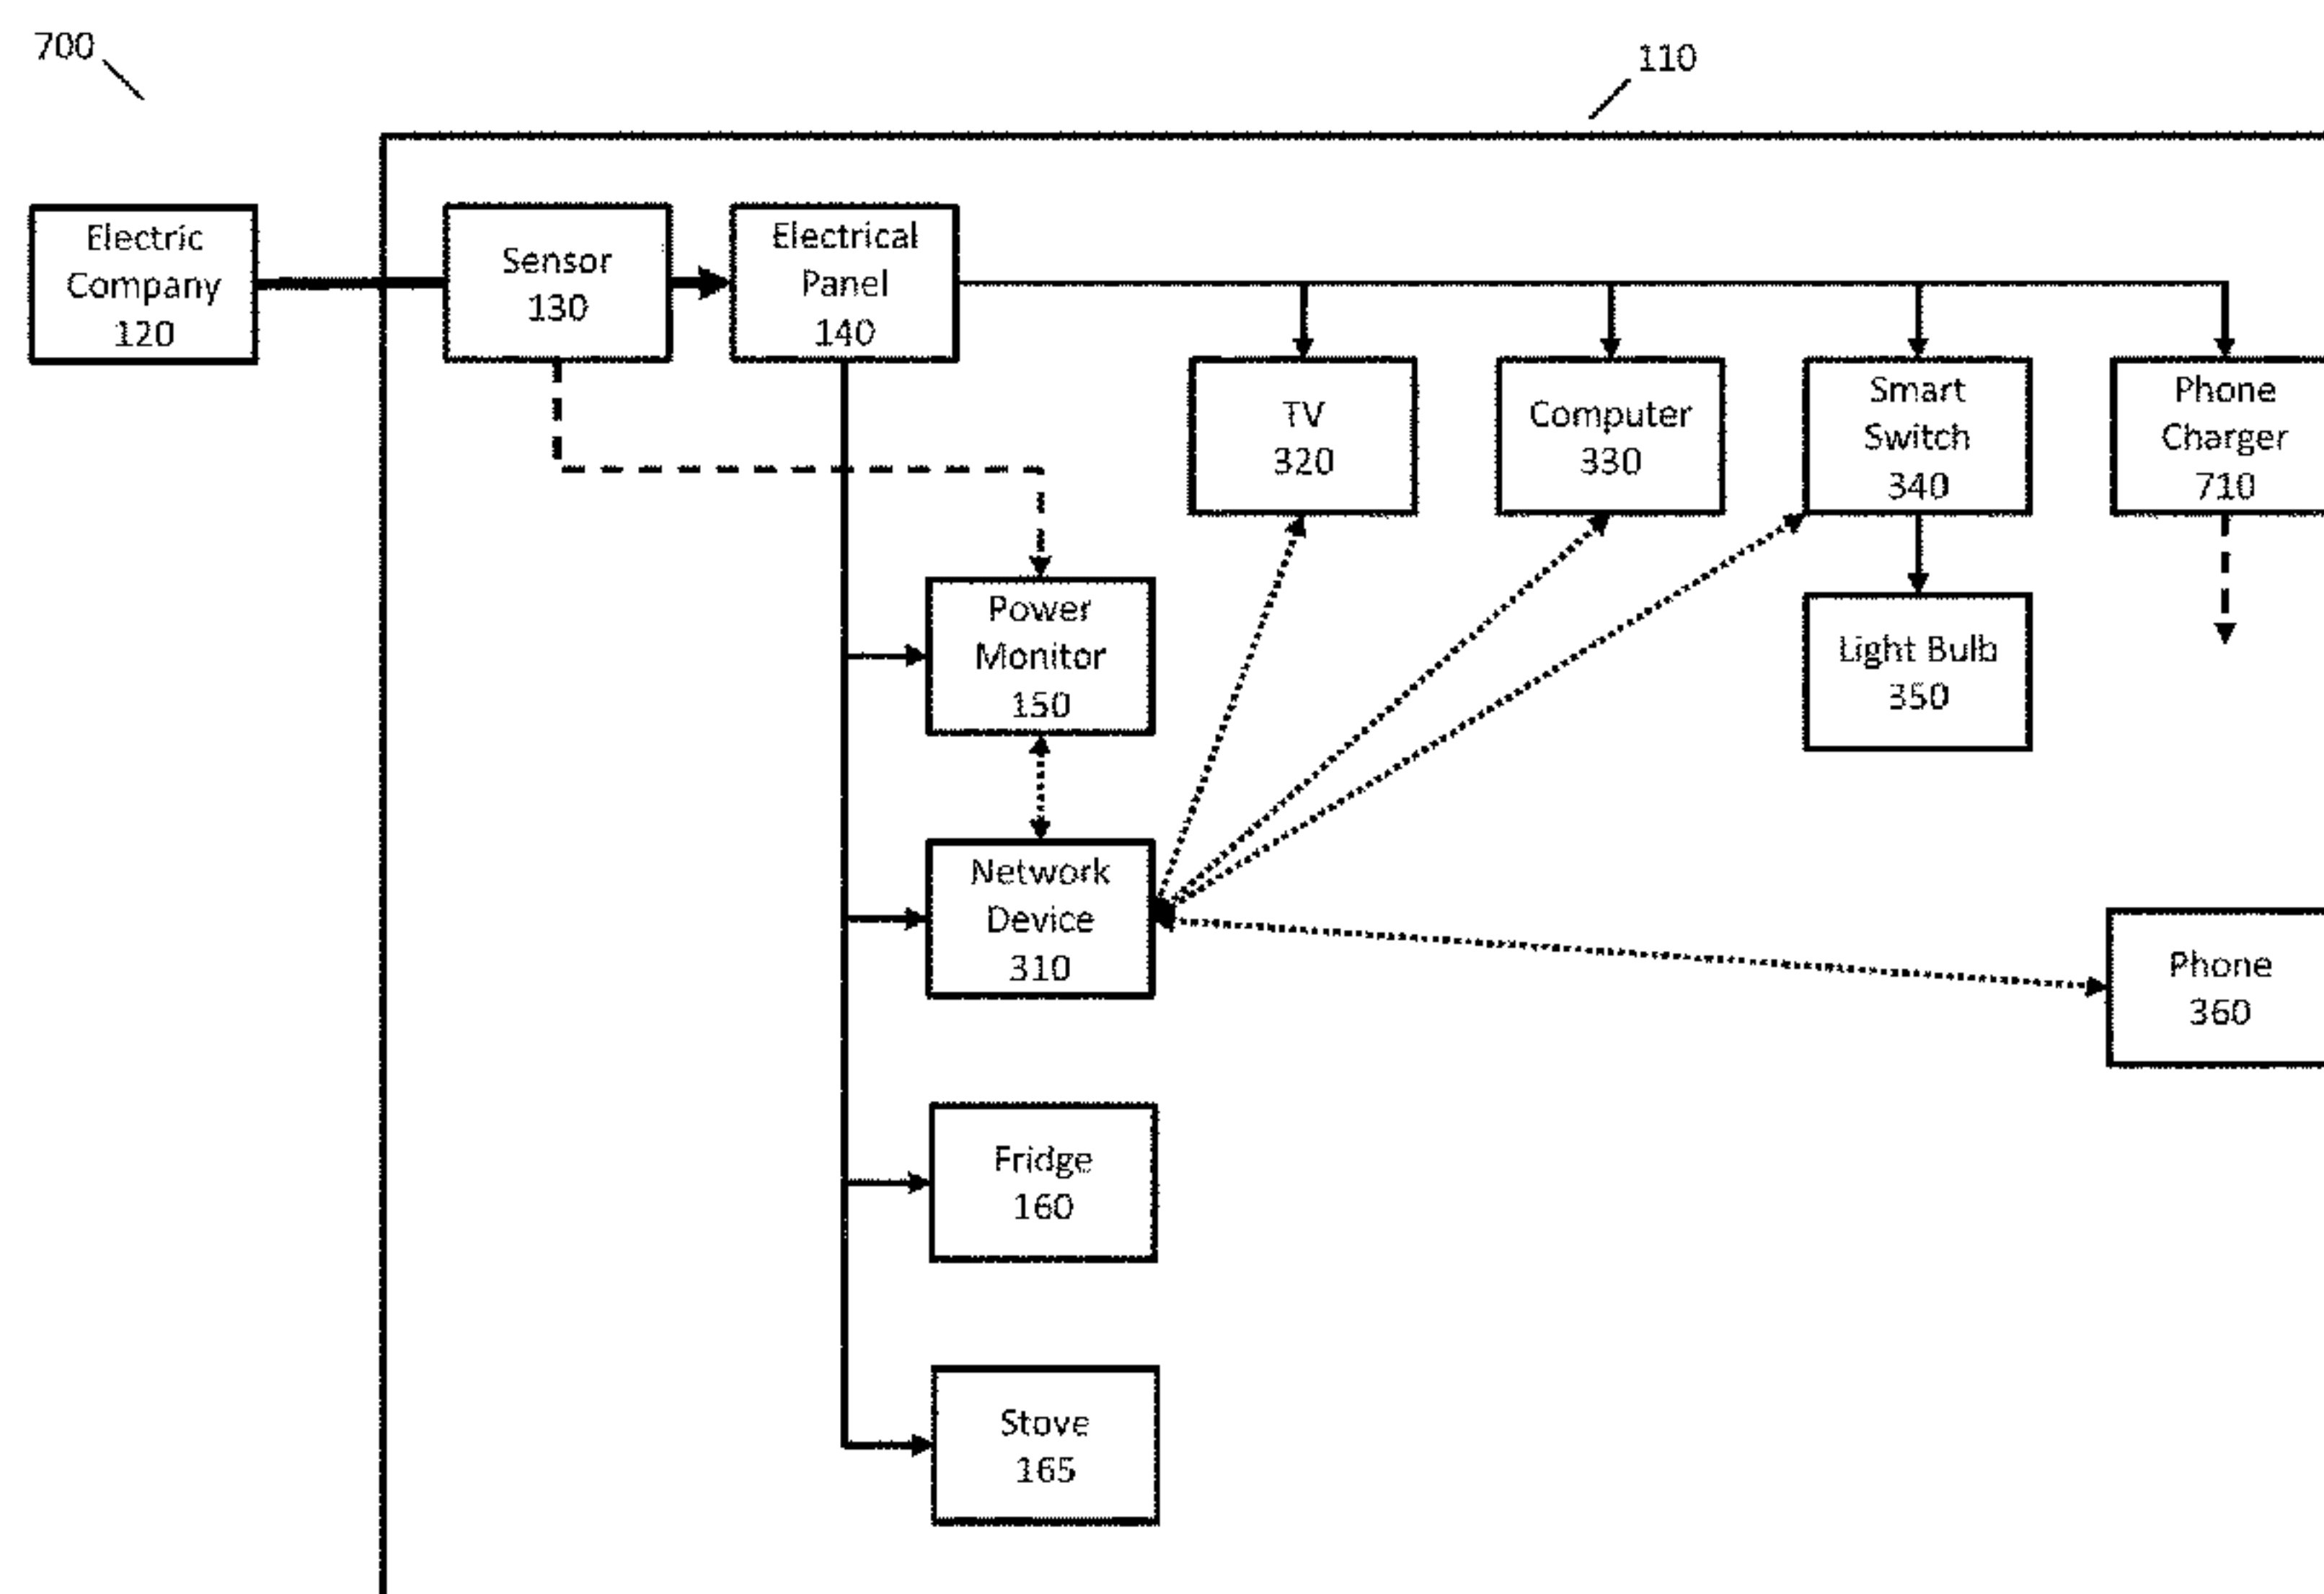 700
110
Electric
Company
120
Sensor
130
Electrical
Panel
140
TV
320
Computer
330
Smart
Switch
340
Phone
Charger
710
Power
Monitor
150
Light Bulb
350
Network
Device
310
Phone
360
Fridge
160
Stove
165